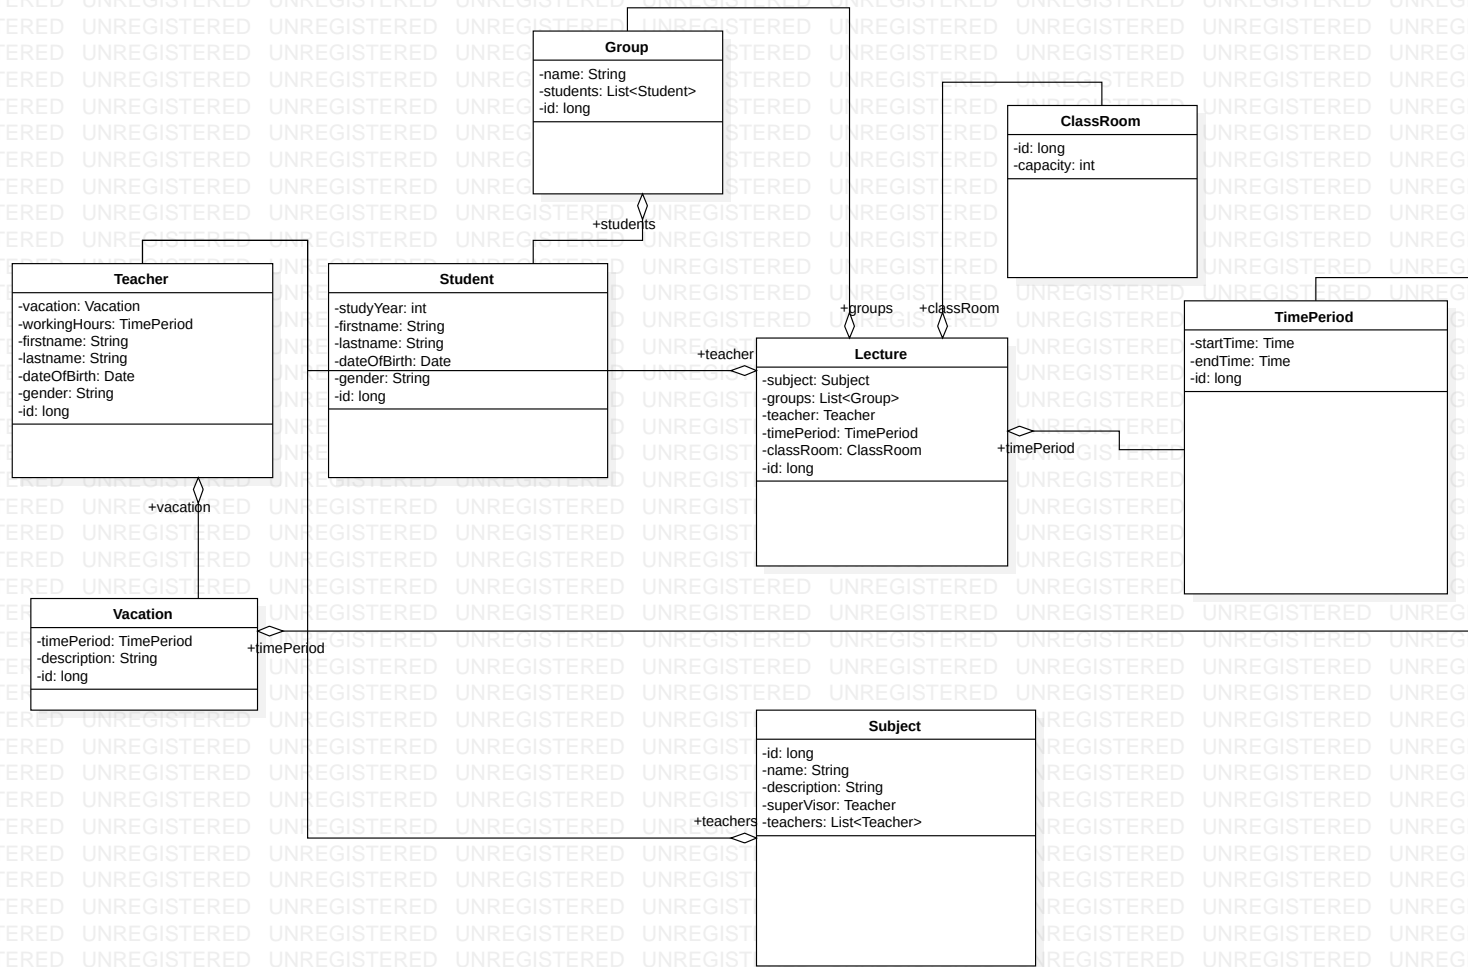 Group
-name: String
-students: List<Student>
-id: long
+students
ClassRoom
-id: long
-capacity: int
Teacher
-vacation: Vacation
-workingHours: TimePeriod
-firstname: String
-lastname: String
-dateOfBirth: Date
-gender: String
-id: long
+vacation
Student
-studyYear: int
-firstname: String
-lastname: String
-dateOfBirth: Date
-gender: String
-id: long
+groups
+classRoom
+teacher
Lecture
-subject: Subject
-groups: List<Group>
-teacher: Teacher
-timePeriod: TimePeriod
-classRoom: ClassRoom
-id: long
+timePeriod
TimePeriod
-startTime: Time
-endTime: Time
-id: long
Vacation
-timePeriod: TimePeriod
-description: String
-id: long
+timePeriod
Subject
-id: long
-name: String
-description: String
-superVisor: Teacher
-teachers: List<Teacher>
+teachers
UNREGISTERED